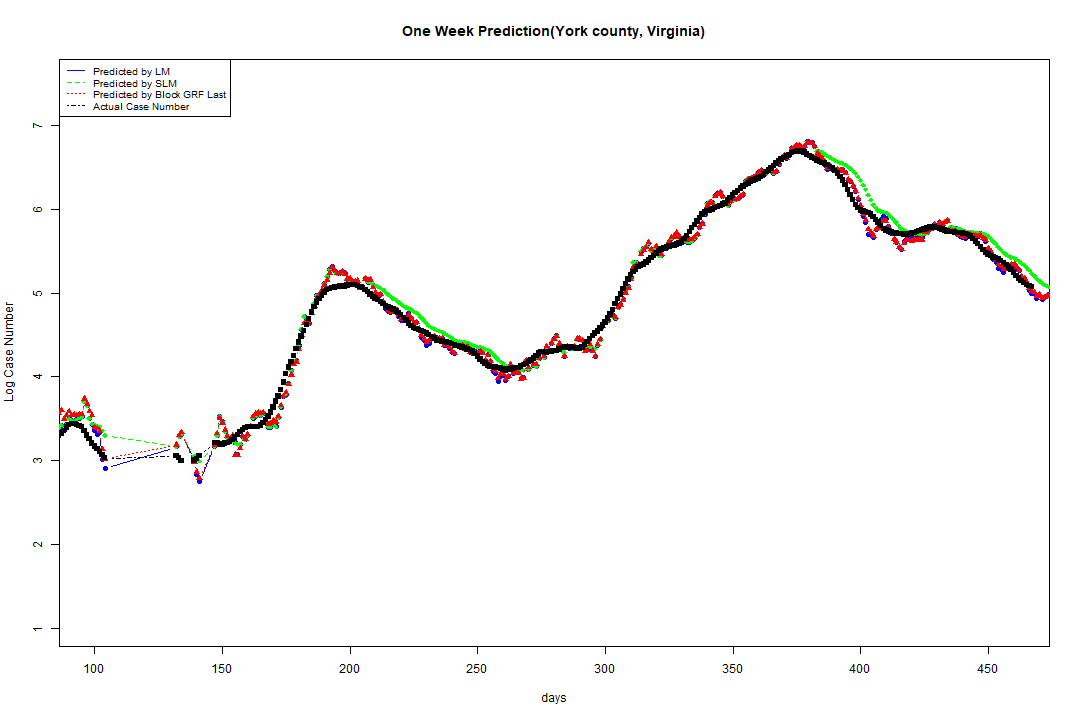 One Week Prediction(York county, Virginia)
Predicted by LM
Predicted by SLM
Predicted by Block GRF Last
Actual Case Number
7
6
5
4
3
2
1
Log Case Number
100 150 200 250 300 350 400 450
days